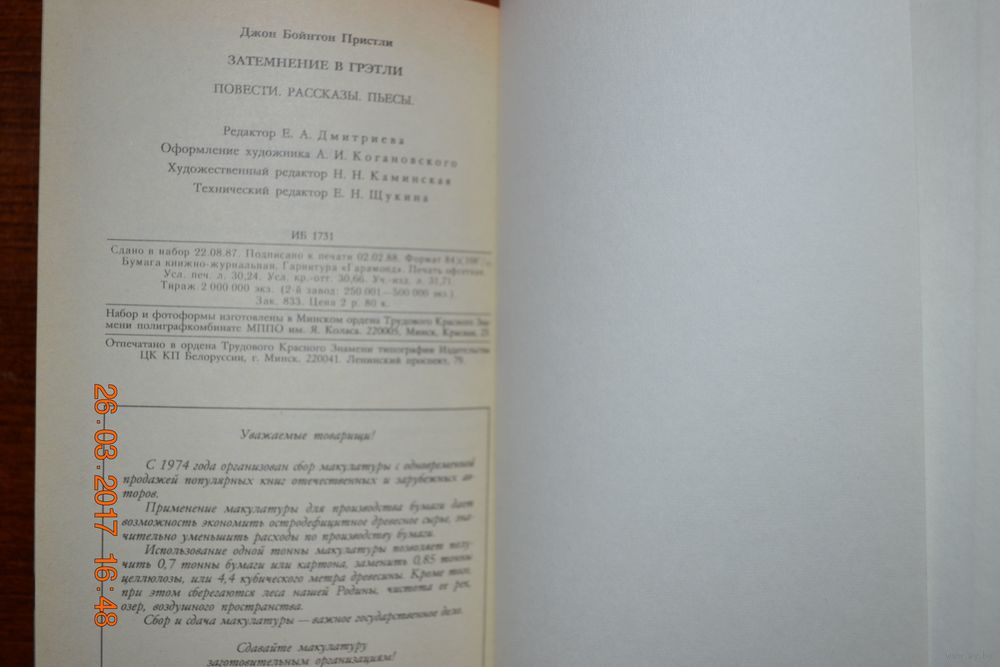 Джон Бойнтон Пристли
ЗАТЕМНЕНИЕ В ГРЭТЛИ
ПОВЕСТИ. РАССКАЗЫ. ПЬЕСЫ.
Редактор Е. А. Дмитриева
Оформление художника А. И. Когановского
Художественный редактор Н. Н. Каминская
Технический редактор Е. Н. Щукина
ИБ 1731
Сдано в набор 22.08.87. Подписано к печати 02.02.88. Формат 84×108
Бумага книжно-журнальная. Гарнитура «Гарамонд». Печать офсетная.
Усл. печ. л. 30,24. Усл. кр.-отт. 30,66. Уч.-изд. л. 31,71.
Тираж 2 000 000 экз. (2-й завод: 250 001—500 000 экз.).
Зак. 833. Цена 2 р. 80 к.
Набор и фотоформы изготовлены в Минском ордена Трудового Красного Зна-
мени полиграфкомбинате МППО им. Я. Коласа. 220005, Минск, Красная, 23
Отпечатано в ордена Трудового Красного Знамени типографии Издательства
ЦК КП Белоруссии, г. Минск. 220041. Ленинский проспект, 79.
Уважаемые товарищи!
С 1974 года организован сбор макулатуры с одновременной
продажей популярных книг отечественных и зарубежных ав-
торов.
Применение макулатуры для производства бумаги дает
возможность экономить остродефицитное древесное сырье, зна-
чительно уменьшить расходы по производству бумаги.
Использование одной тонны макулатуры позволяет полу-
чить 0,7 тонны бумаги или картона, заменить 0,85 тонны
целлюлозы, или 4,4 кубического метра древесины. Кроме того,
при этом сберегаются леса нашей Родины, чистота ее рек,
озер, воздушного пространства.
Сбор и сдача макулатуры — важное государственное дело.
Сдавайте макулатуру
заготовительным организациям!
26·03·2017 16:48